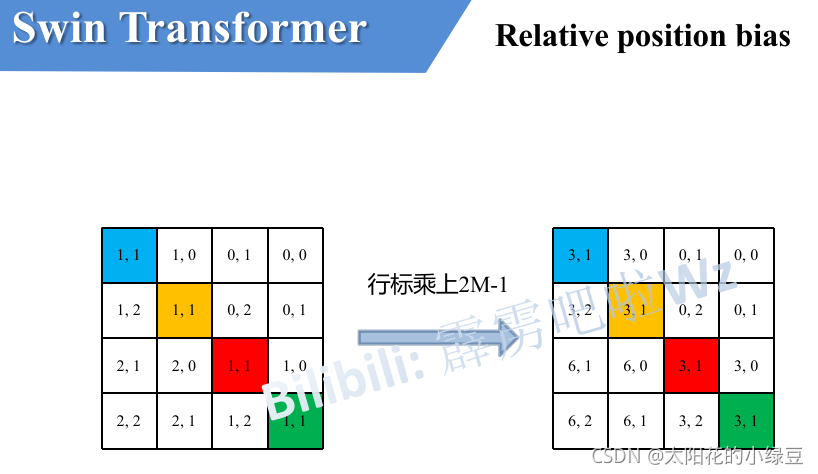 Swin Transformer
Relative position bias
1, 1 1, 0 0, 1 0, 0
1, 2 1, 1 0, 2 0, 1
2, 1 2, 0 1, 1 1, 0
2, 2 2, 1 1, 2 1, 1
行标乘上2M-1
3, 1 3, 0 0, 1 0, 0
3, 2 3, 1 0, 2 0, 1
6, 1 6, 0 3, 1 3, 0
6, 2 6, 1 3, 2 3, 1
Bilibili: 霹雳吧啦Wz
CSDN @太阳花的小绿豆